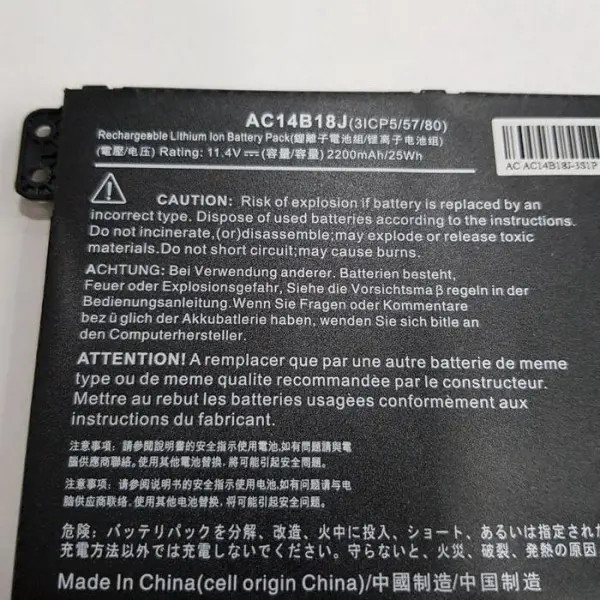 AC14B18J(3ICP5/57/80)
Rechargeable Lithium Ion Battery Pack(鋰離子電池組/锂离子电池组)
(電壓/电压) Rating: 11.4V⎓(容量/容量) 2200mAh/25Wh
AC AC14B18J-3S1P
CAUTION: Risk of explosion if battery is replaced by an
incorrect type. Dispose of used batteries according to the instructions.
Do not incinerate,(or)disassemble;may explode or release toxic
materials.Do not short circuit;may cause burns.
ACHTUNG: Bei Verwendung anderer. Batterien besteht,
Feuer oder Explosionsgefahr, Siehe die Vorsichtsma β regeln in der
Bedienungsanleitung.Wenn Sie Fragen oder Kommentare
bez ü glich der Akkubatlerie haben, wenden Sie sich bitle an
den Computerhersteller.
ATTENTION! A remplacer que par une autre batterie de meme
type ou de meme qualite recommandée par le constructeur.
Mettre au rebut les batteries usagées conformément aux
instructions du fabricant.
注意事項: 請參閱說明書的安全指示使用電池,如有問題請與電
腦供應商聯絡。使用其他電池替換,將可能引起安全問題.
注意事项: 请参阅说明书的安全指示使用电池,如有问题请与电
脑供应商联络。使用其他电池替换,将可能引起安全问题.
危険: バッテリパックを分解、改造、火中に投入、ショート、あるいは指定された
充電方法以外では充電しないでください。守らないと、火災、破裂、発熱の原因
Made In China(cell origin China)/中國制造/中国制造